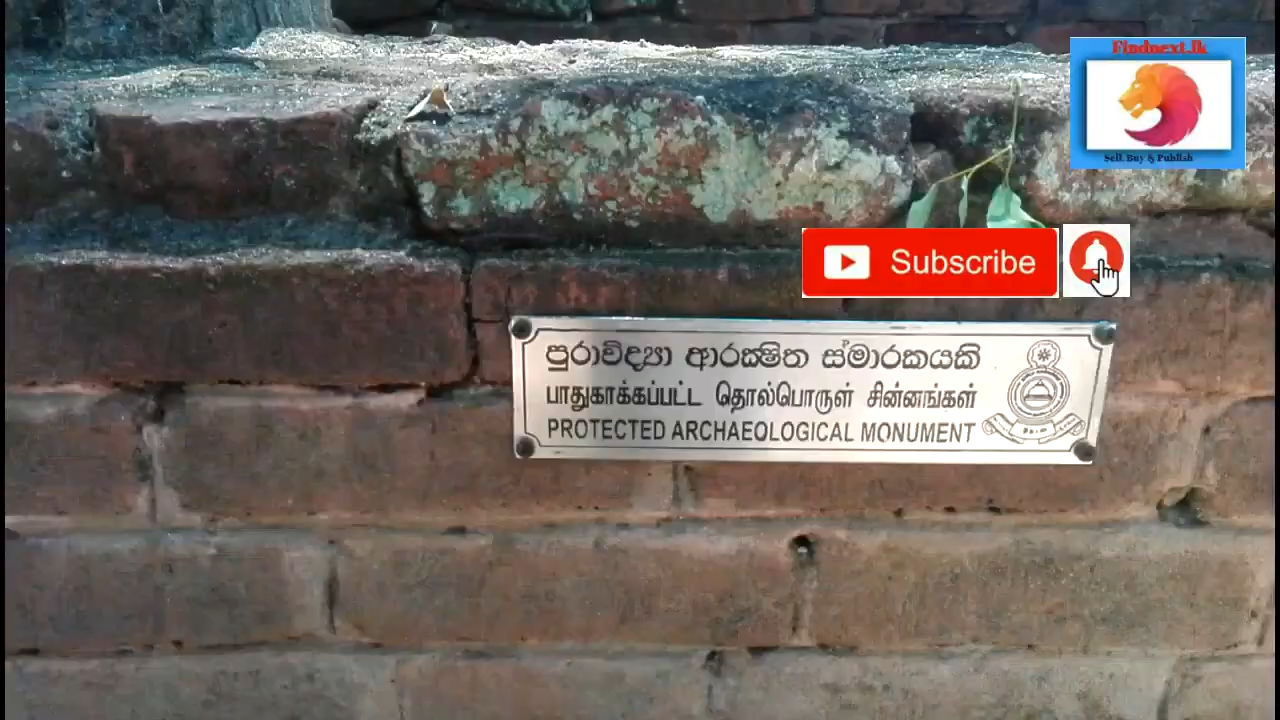 Findnext.lk
Sell, Buy & Publish
Subscribe
පුරාවිද්‍යා ආරක්‍ෂිත ස්මාරකයකි
பாதுகாக்கப்பட்ட தொல்பொருள் சின்னங்கள்
PROTECTED ARCHAEOLOGICAL MONUMENT